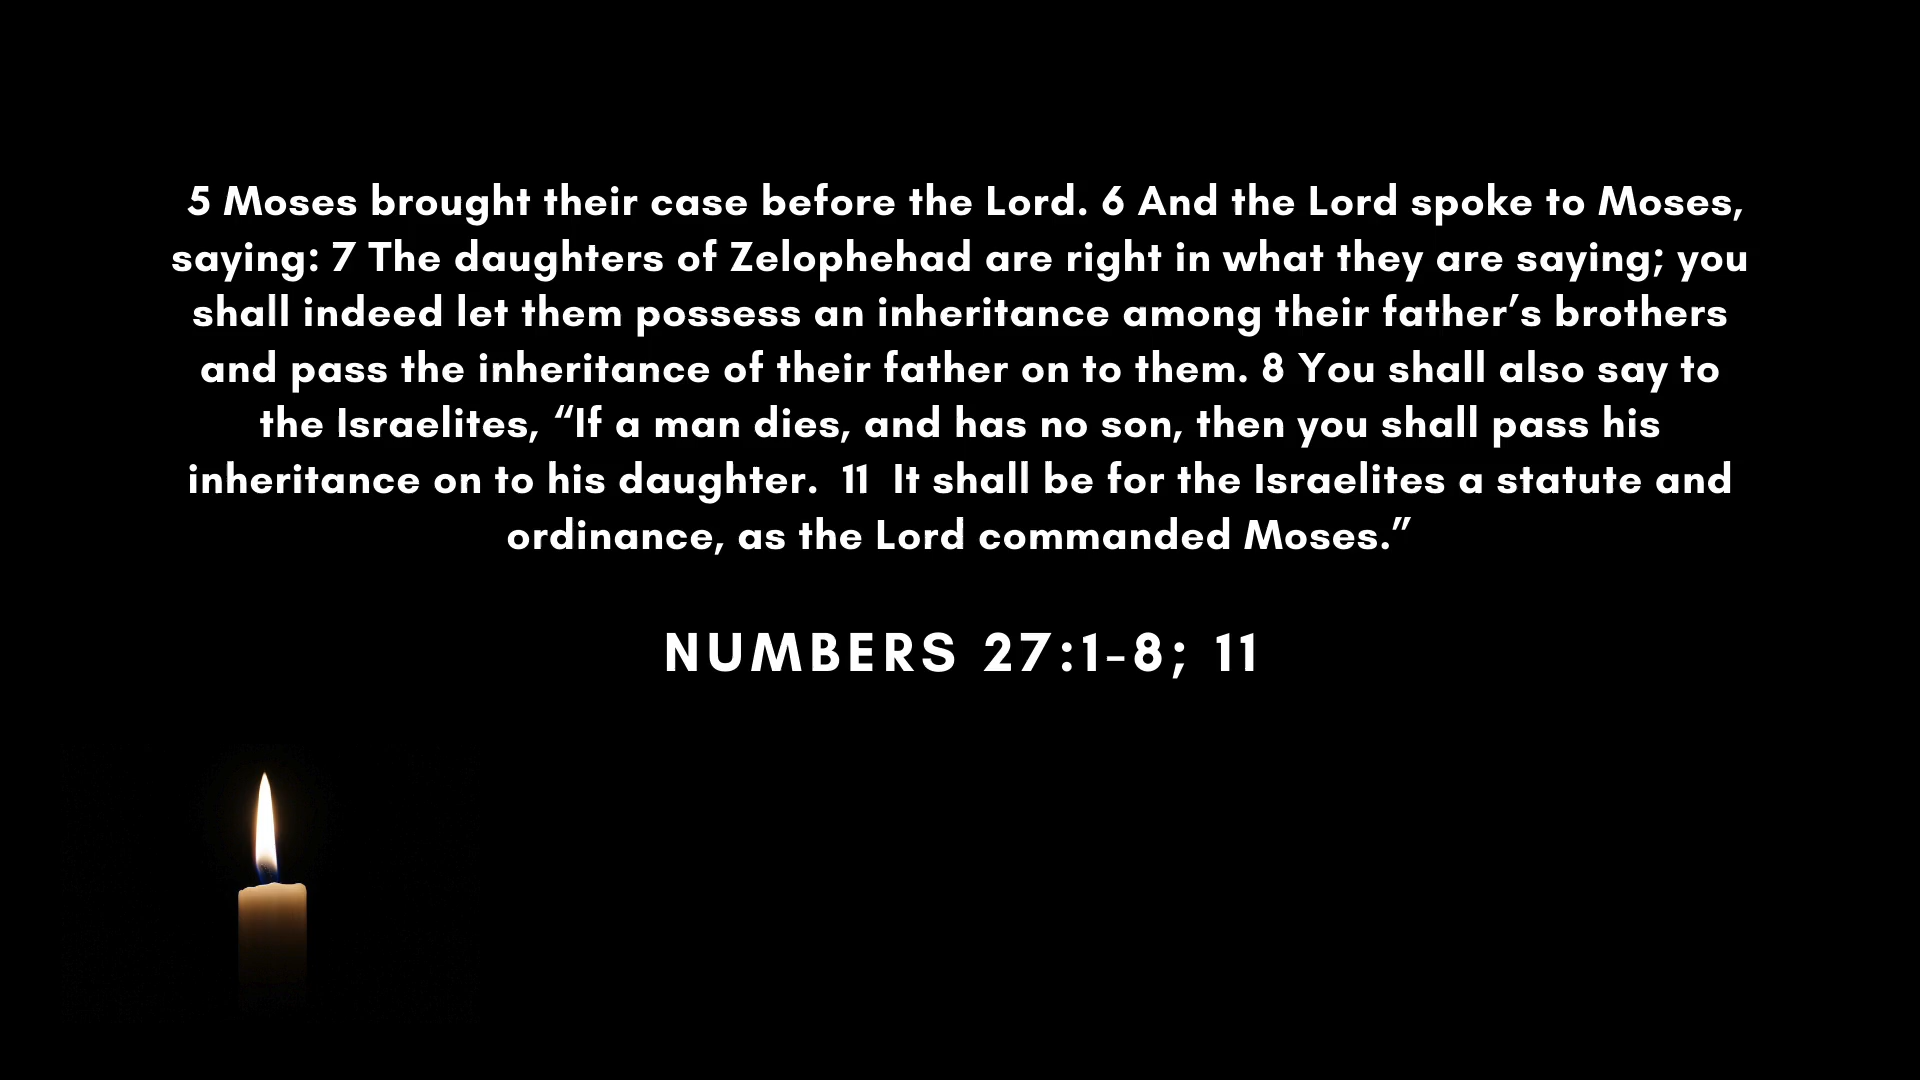 5 Moses brought their case before the Lord. 6 And the Lord spoke to Moses,
saying: 7 The daughters of Zelophehad are right in what they are saying; you
shall indeed let them possess an inheritance among their father’s brothers
and pass the inheritance of their father on to them. 8 You shall also say to
the Israelites, “If a man dies, and has no son, then you shall pass his
inheritance on to his daughter.  11  It shall be for the Israelites a statute and
ordinance, as the Lord commanded Moses.”
NUMBERS 27:1-8; 11